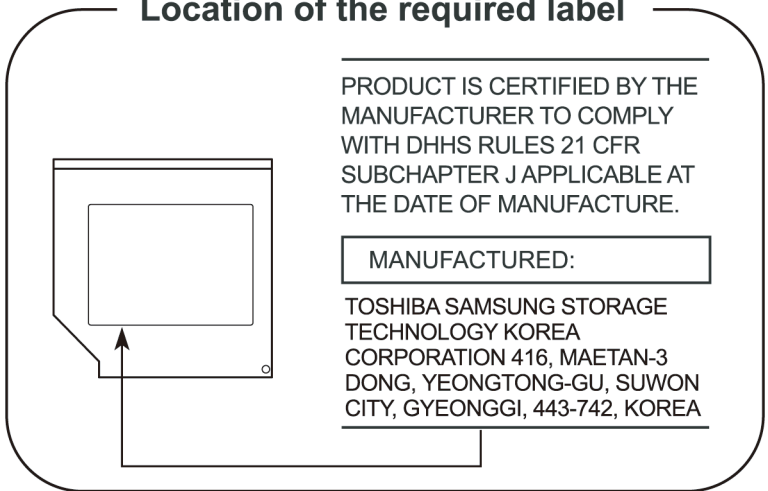 Location of the required label
PRODUCT IS CERTIFIED BY THE
MANUFACTURER TO COMPLY
WITH DHHS RULES 21 CFR
SUBCHAPTER J APPLICABLE AT
THE DATE OF MANUFACTURE.
MANUFACTURED:
TOSHIBA SAMSUNG STORAGE
TECHNOLOGY KOREA
CORPORATION 416, MAETAN-3
DONG, YEONGTONG-GU, SUWON
CITY, GYEONGGI, 443-742, KOREA